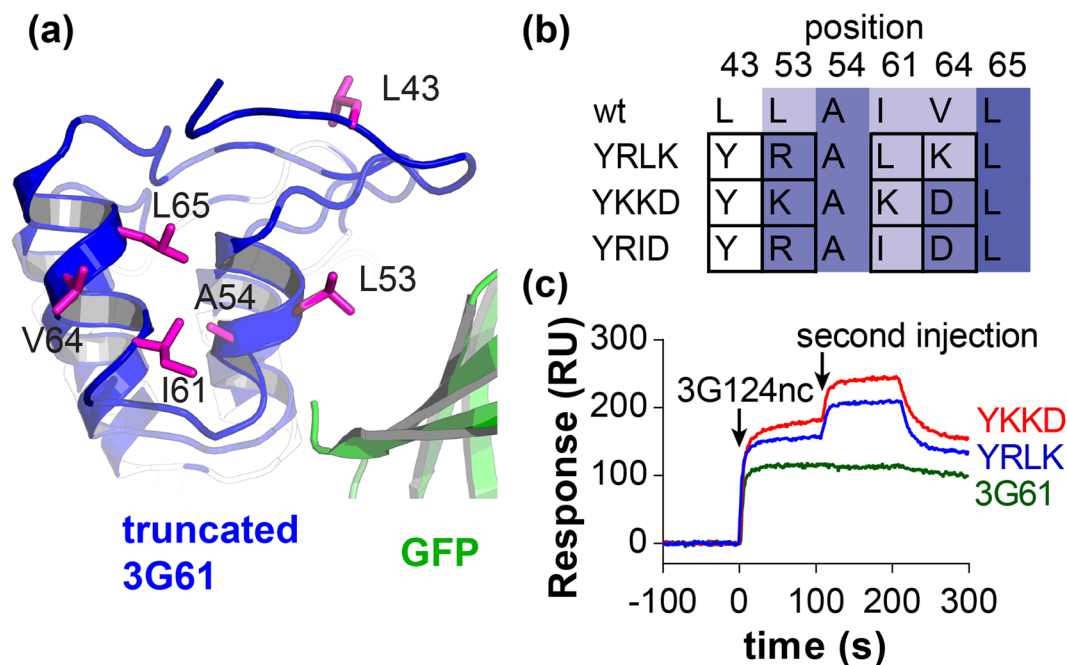 (a)
L43
L65
L53
A54
V64
I61
truncated
3G61
GFP
(b)
position
43 53 54 61 64 65
wt L L A I V L
YRLK Y R A L K L
YKKD Y K A K D L
YRID Y R A I D L
(c)
Response (RU)
300
200
100
0
second injection
3G124nc
YKKD
YRLK
3G61
-100 0 100 200 300
time (s)